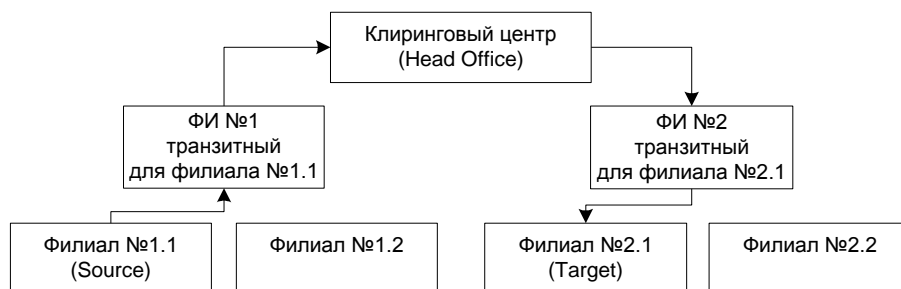 Клиринговый центр
(Head Office)
ФИ №1
транзитный
для филиала №1.1
ФИ №2
транзитный
для филиала №2.1
Филиал №1.1
(Source)
Филиал №1.2
Филиал №2.1
(Target)
Филиал №2.2